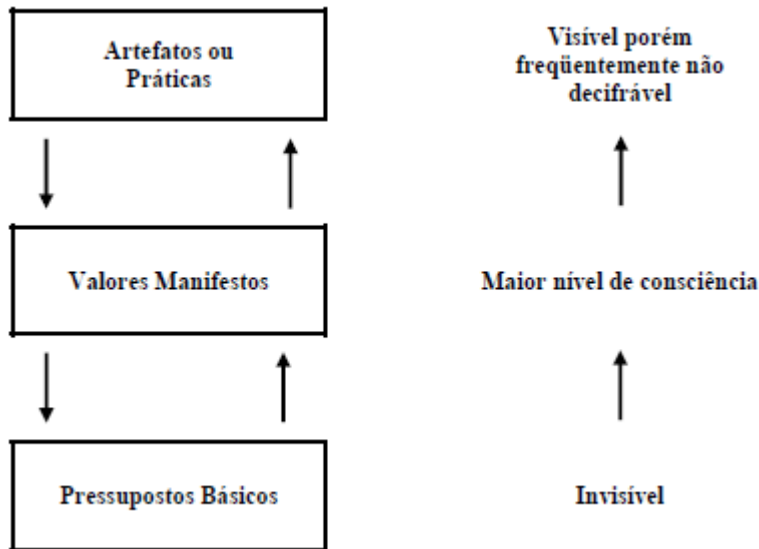 Artefatos ou
Práticas
Visível porém
freqüentemente não
decifrável
Valores Manifestos
Maior nível de consciência
Pressupostos Básicos
Invisível